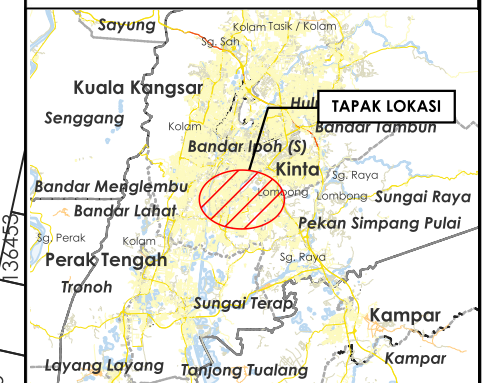 Sayung
Kolam Tasik / Kolam
Sg. Sah
Kuala Kangsar
TAPAK LOKASI
Senggang
Kolam
Bandar Tambun
Bandar Ipoh (S)
Kinta
Sg. Raya
Bandar Menglembu
Lombong
Lombong
Sungai Raya
Bandar Lahat
Pekan Simpang Pulai
136453
Sg. Perak
Kolam
Perak Tengah
Sg. Raya
Tronoh
Sungai Terap
Kampar
Layang Layang
Tanjong Tualang
Kampar